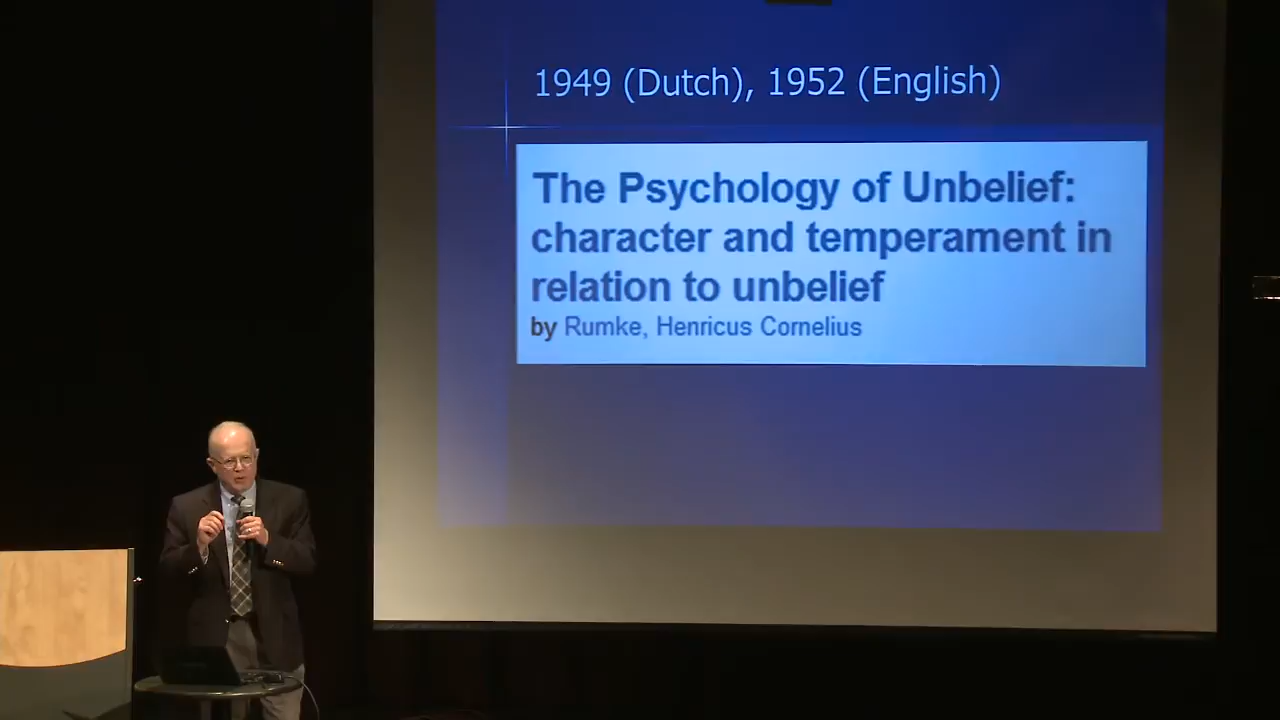 1949 (Dutch), 1952 (English)
The Psychology of Unbelief:
character and temperament in
relation to unbelief
by Rumke, Henricus Cornelius